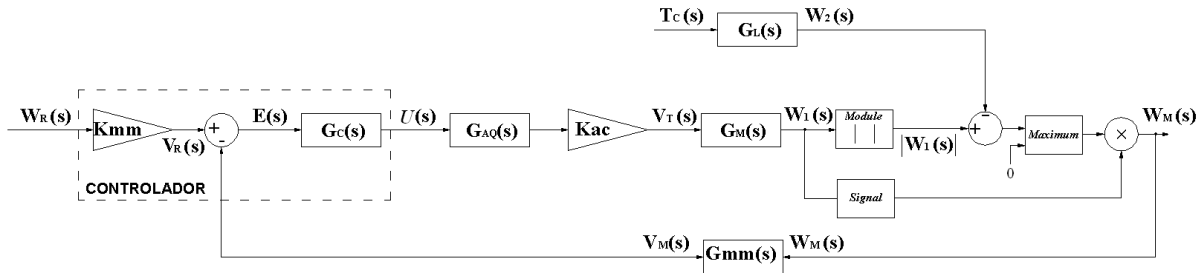 Tc(s) W2(s)
GL(s)
WR(s) E(s) U(s) VT(s) W1(s) Module WM(s)
Kmm + - Gc(s) GAQ(s) Kac GM(s) | | + - Maximum ×
VR(s) |W1(s)| 0
CONTROLADOR Signal
VM(s) Gmm(s) WM(s)